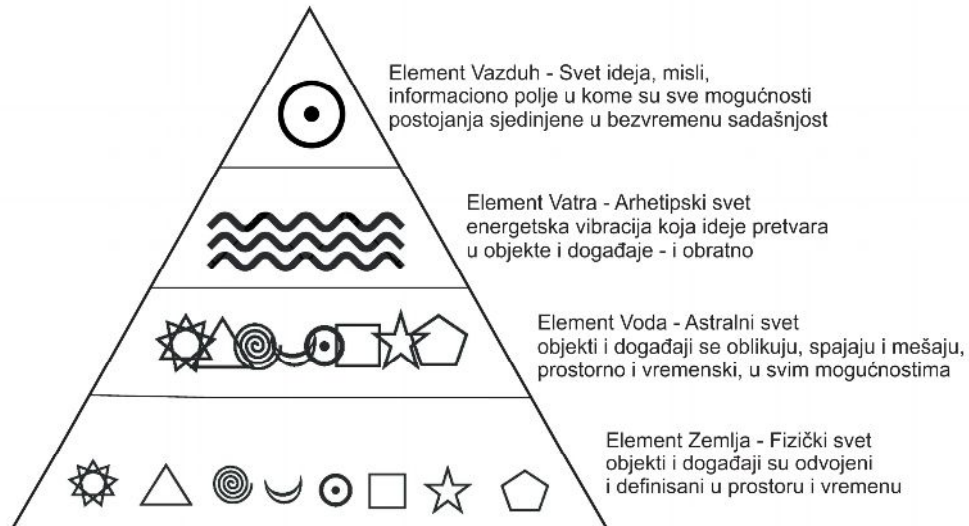 Element Vazduh - Svet ideja, misli,
informaciono polje u kome su sve mogućnosti
postojanja sjedinjene u bezvremenu sadašnjost
Element Vatra - Arhetipski svet
energetska vibracija koja ideje pretvara
u objekte i događaje - i obratno
Element Voda - Astralni svet
objekti i događaji se oblikuju, spajaju i mešaju,
prostorno i vremenski, u svim mogućnostima
Element Zemlja - Fizički svet
objekti i događaji su odvojeni
i definisani u prostoru i vremenu